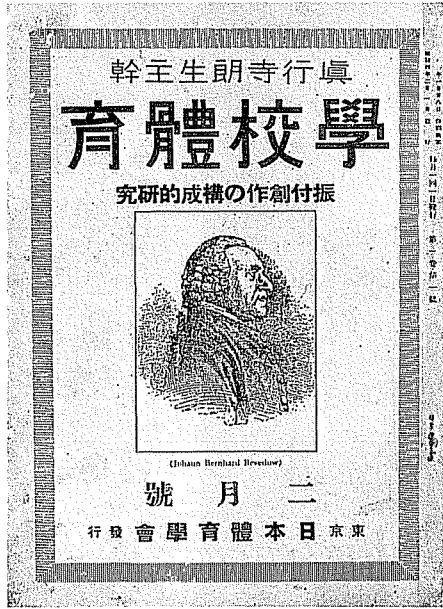 眞行寺朗生主幹
學校體育
振付創作の構成的研究
(Johann Bernhard Besedow)
二月號
東京 日本體育學會 發行